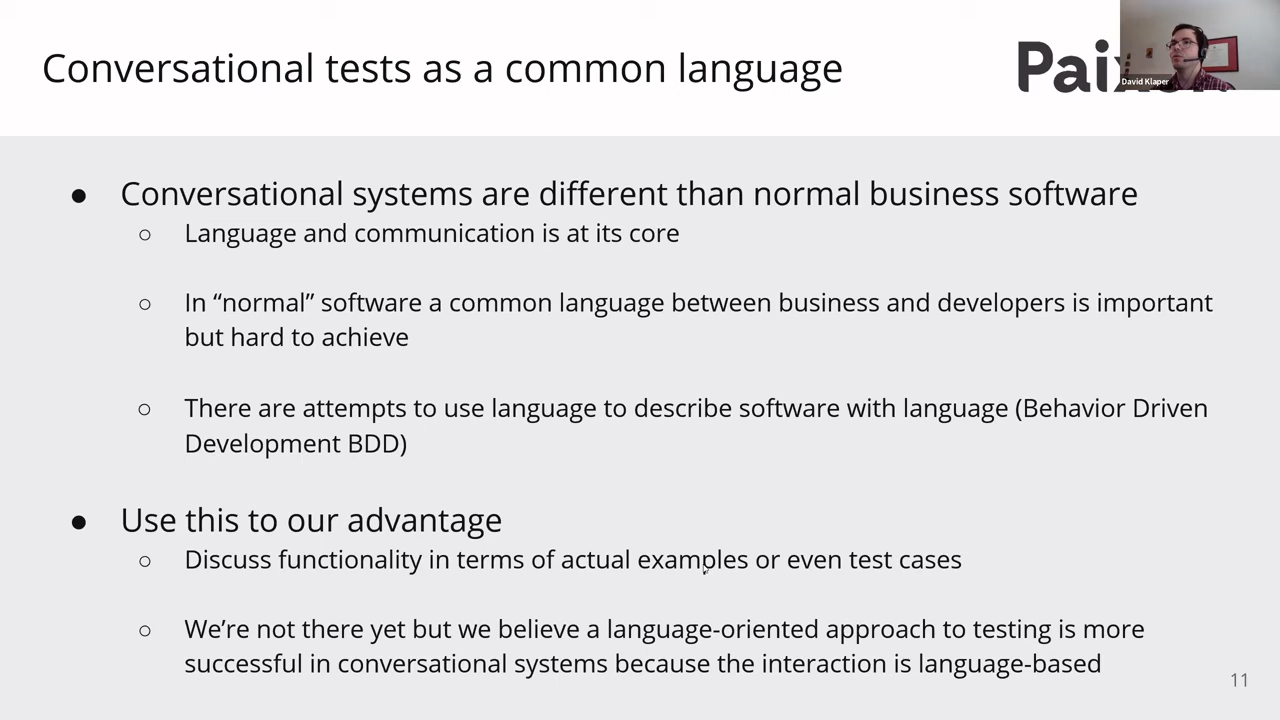 Conversational tests as a common language
David Klaper
● Conversational systems are different than normal business software
○ Language and communication is at its core
○ In “normal” software a common language between business and developers is important
but hard to achieve
○ There are attempts to use language to describe software with language (Behavior Driven
Development BDD)
● Use this to our advantage
○ Discuss functionality in terms of actual examples or even test cases
○ We’re not there yet but we believe a language-oriented approach to testing is more
successful in conversational systems because the interaction is language-based
11